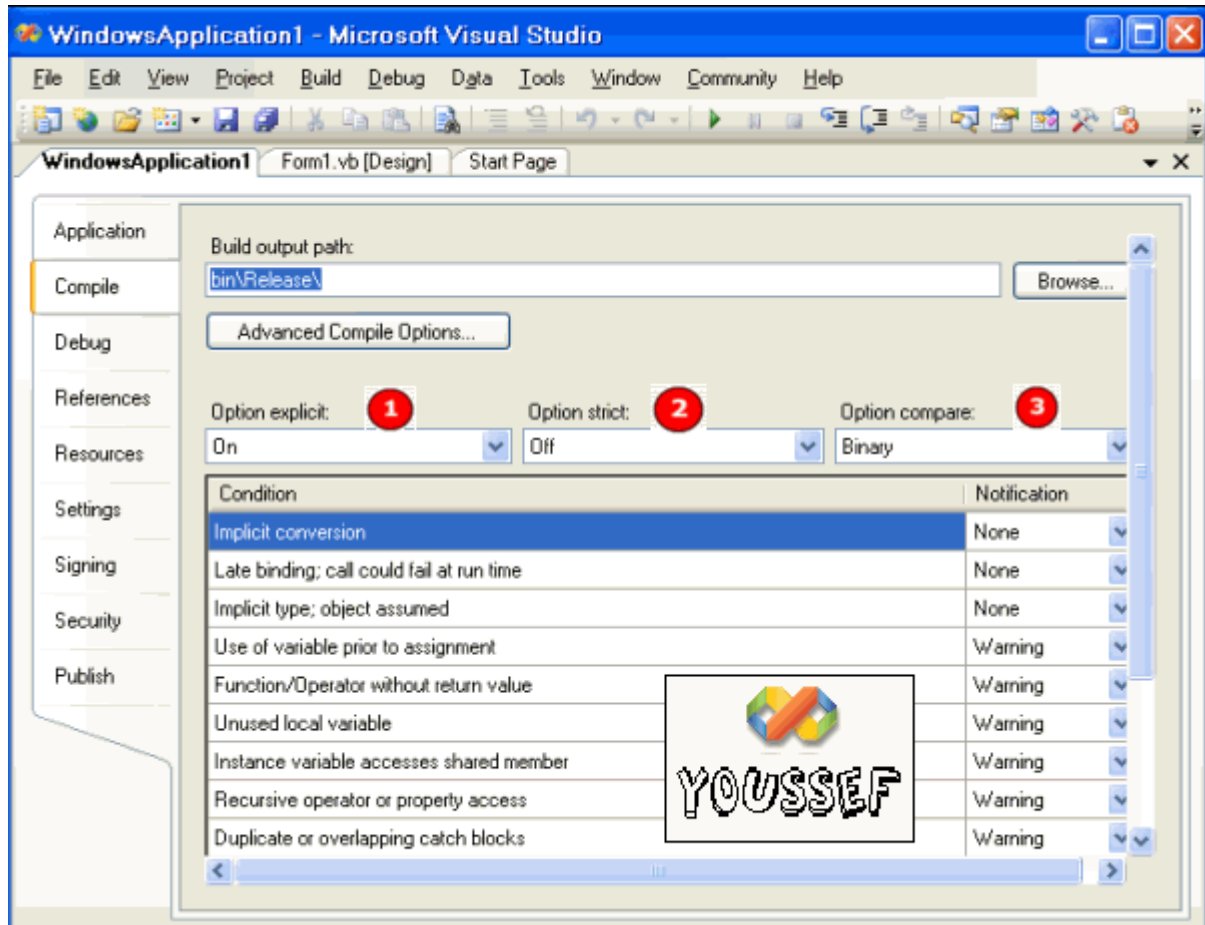 WindowsApplication1 - Microsoft Visual Studio
File Edit View Project Build Debug Data Tools Window Community Help
WindowsApplication1 Form1.vb [Design] Start Page
Application
Compile
Debug
References
Resources
Settings
Signing
Security
Publish
Build output path:
bin\Release\ Browse...
Advanced Compile Options...
Option explicit: 1 Option strict: 2 Option compare: 3
On Off Binary
Condition Notification
Implicit conversion None
Late binding; call could fail at run time None
Implicit type; object assumed None
Use of variable prior to assignment Warning
Function/Operator without return value Warning
Unused local variable Warning
Instance variable accesses shared member Warning
Recursive operator or property access Warning
Duplicate or overlapping catch blocks Warning
YOUSSEF